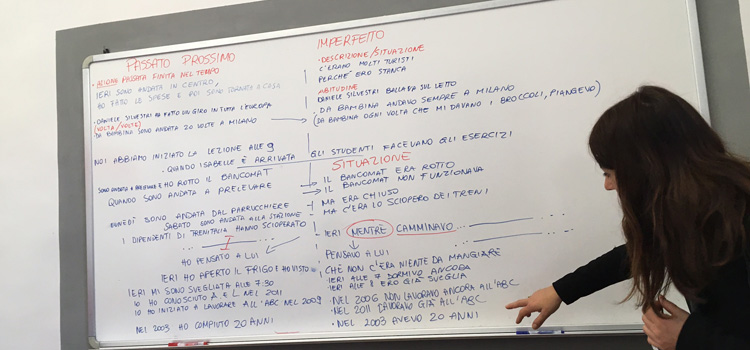 PASSATO PROSSIMO
• AZIONE PASSATA FINITA NEL TEMPO
IERI SONO ANDATA IN CENTRO,
HO FATTO LE SPESE E POI SONO TORNATA A CASA
• DANIELE SILVESTRI HA FATTO UN GIRO IN TUTTA L'EUROPA
(VOLTA/VOLTE)
DA BAMBINA SONO ANDATA 20 VOLTE A MILANO
NOI ABBIAMO INIZIATO LA LEZIONE ALLE 9
• QUANDO ISABELLE È ARRIVATA
SONO ANDATA A PRELEVARE E HO ROTTO IL BANCOMAT
QUANDO SONO ANDATA A PRELEVARE
LUNEDÌ SONO ANDATA DAL PARRUCCHIERE
SABATO SONO ANDATA ALLA STAZIONE
I DIPENDENTI DI TRENITALIA HANNO SCIOPERATO
I
HO PENSATO A LUI
IERI HO APERTO IL FRIGO E HO VISTO
IERI MI SONO SVEGLIATA ALLE 7:30
IO HO CONOSCIUTO A E L NEL 2011
IO HO INIZIATO A LAVORARE ALL'ABC NEL 2009
NEL 2003 HO COMPIUTO 20 ANNI
IMPERFEITO
• DESCRIZIONE/SITUAZIONE
C'ERANO MOLTI TURISTI
PERCHÉ ERO STANCA
ABITUDINE
DANIELE SILVESTRI BALLAVA SUL LETTO
DA BAMBINA ANDAVO SEMPRE A MILANO
(DA BAMBINA OGNI VOLTA CHE MI DAVANO I BROCCOLI, PIANGEVO)
GLI STUDENTI FACEVANO GLI ESERCIZI
SITUAZIONE
IL BANCOMAT ERA ROTTO
IL BANCOMAT NON FUNZIONAVA
MA ERA CHIUSO
MA C'ERA LO SCIOPERO DEI TRENI
IERI MENTRE CAMMINAVO
PENSAVO A LUI
CHE NON C'ERA NIENTE DA MANGIARE
IERI ALLE 7 DORMIVO ANCORA
IERI ALLE 8 ERO GIÀ SVEGLIA
• NEL 2006 NON LAVORAVO ANCORA ALL'ABC
• NEL 2011 LAVORAVO GIÀ ALL'ABC
• NEL 2003 AVEVO 20 ANNI